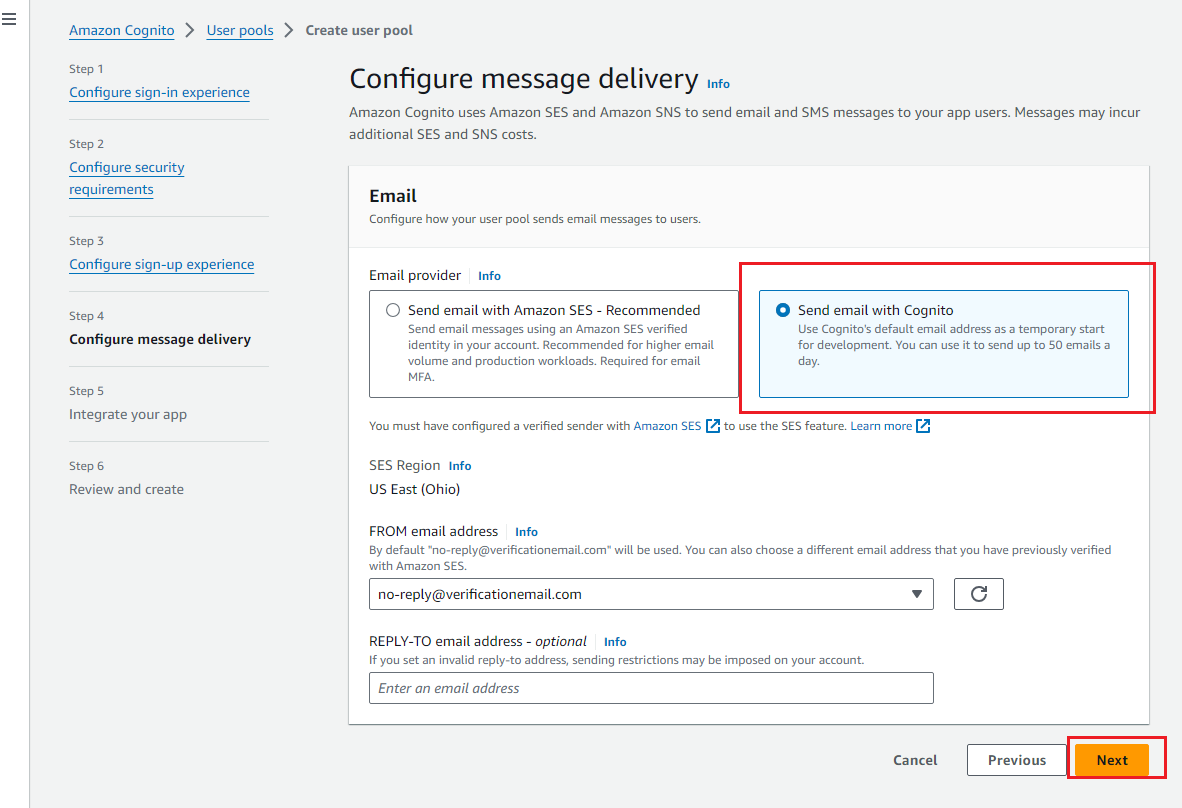 Amazon Cognito > User pools > Create user pool
Step 1
Configure sign-in experience
Step 2
Configure security
requirements
Step 3
Configure sign-up experience
Step 4
Configure message delivery
Step 5
Integrate your app
Step 6
Review and create
Configure message delivery Info
Amazon Cognito uses Amazon SES and Amazon SNS to send email and SMS messages to your app users. Messages may incur
additional SES and SNS costs.
Email
Configure how your user pool sends email messages to users.
Email provider Info
Send email with Amazon SES - Recommended
Send email messages using an Amazon SES verified
identity in your account. Recommended for higher email
volume and production workloads. Required for email
MFA.
Send email with Cognito
Use Cognito's default email address as a temporary start
for development. You can use it to send up to 50 emails a
day.
You must have configured a verified sender with Amazon SES to use the SES feature. Learn more
SES Region Info
US East (Ohio)
FROM email address Info
By default "no-reply@verificationemail.com" will be used. You can also choose a different email address that you have previously verified
with Amazon SES.
no-reply@verificationemail.com
REPLY-TO email address - optional Info
If you set an invalid reply-to address, sending restrictions may be imposed on your account.
Enter an email address
Cancel Previous Next